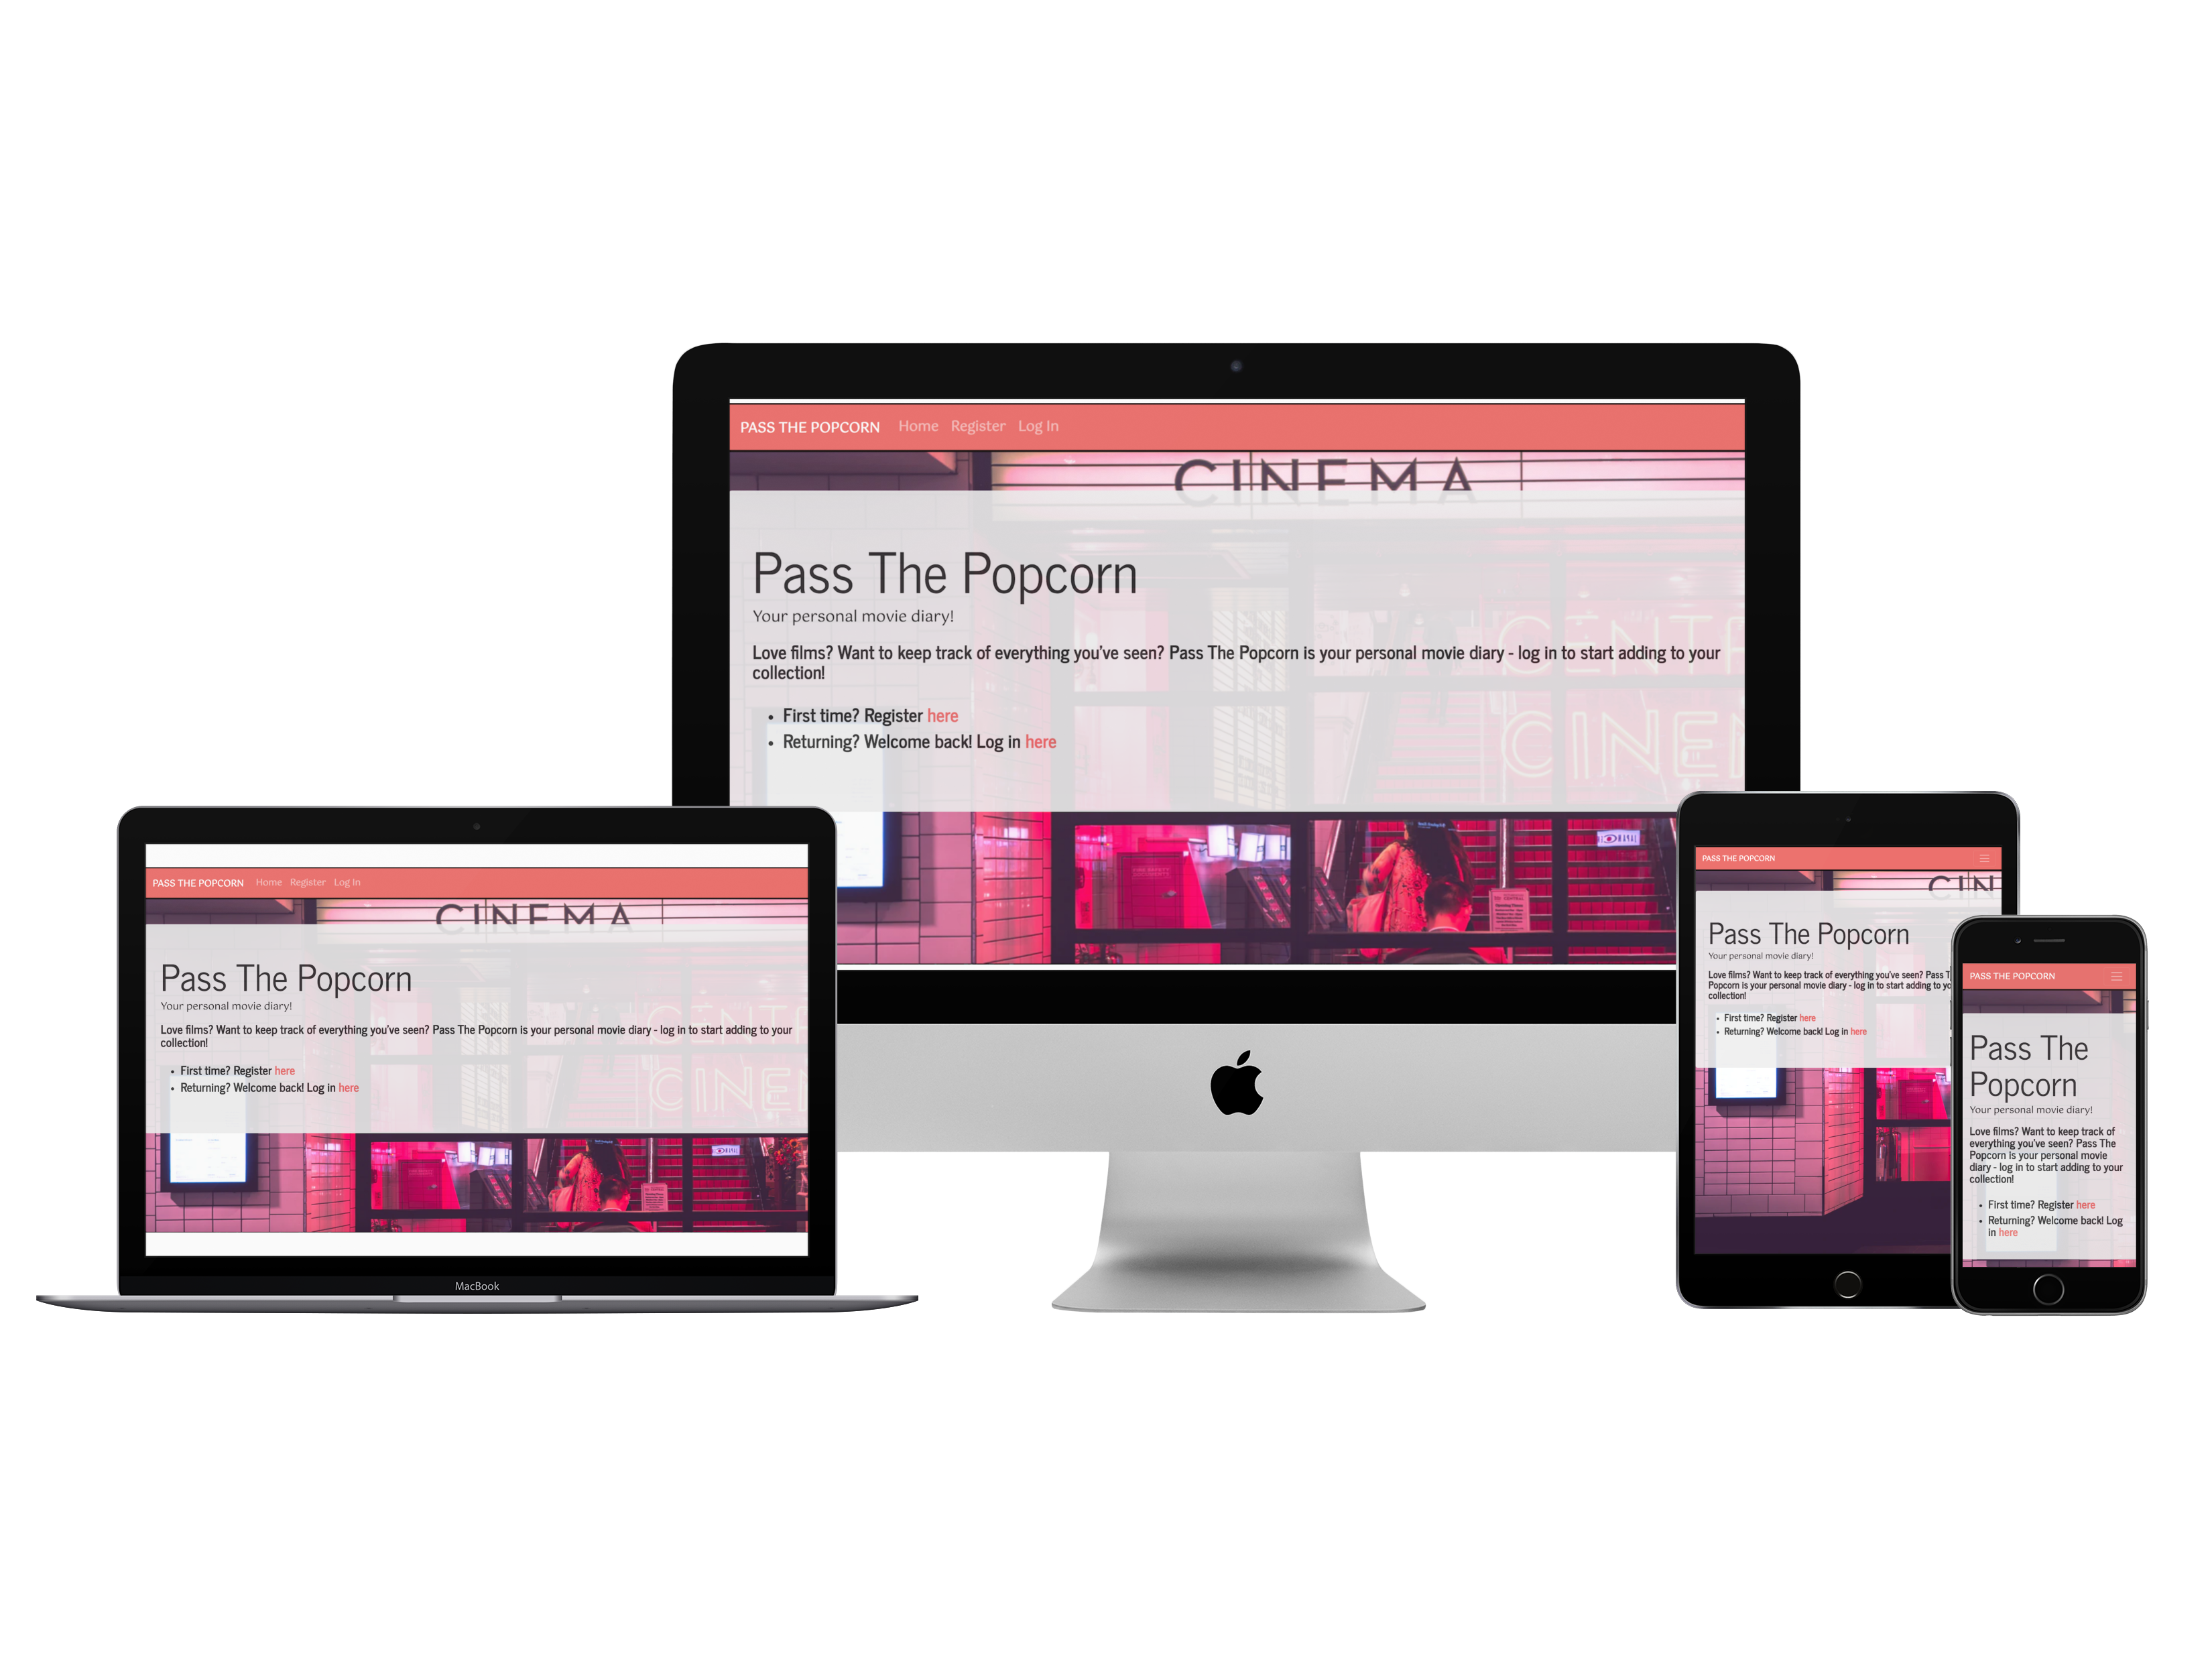 PASS THE POPCORN Home Register Log In
CINEMA
Pass The Popcorn
Your personal movie diary!
Love films? Want to keep track of everything you've seen? Pass The Popcorn is your personal movie diary - log in to start adding to your
collection!
• First time? Register here
• Returning? Welcome back! Log in here
CENTR
CINE
PASS THE POPCORN Home Register Log In
CINEMA
Pass The Popcorn
Your personal movie diary!
Love films? Want to keep track of everything you've seen? Pass The Popcorn is your personal movie diary - log in to start adding to your
collection!
• First time? Register here
• Returning? Welcome back! Log in here
CENTR
CINE
MacBook
PASS THE POPCORN
CIN
Pass The Popcorn
Your personal movie diary!
Love films? Want to keep track of everything you've seen? Pass T
Popcorn is your personal movie diary - log in to start adding to yo
collection!
• First time? Register here
• Returning? Welcome back! Log in here
PASS THE POPCORN
Pass The
Popcorn
Your personal movie diary!
Love films? Want to keep track of
everything you've seen? Pass The
Popcorn is your personal movie
diary - log in to start adding to your
collection!
• First time? Register here
• Returning? Welcome back! Log
in here